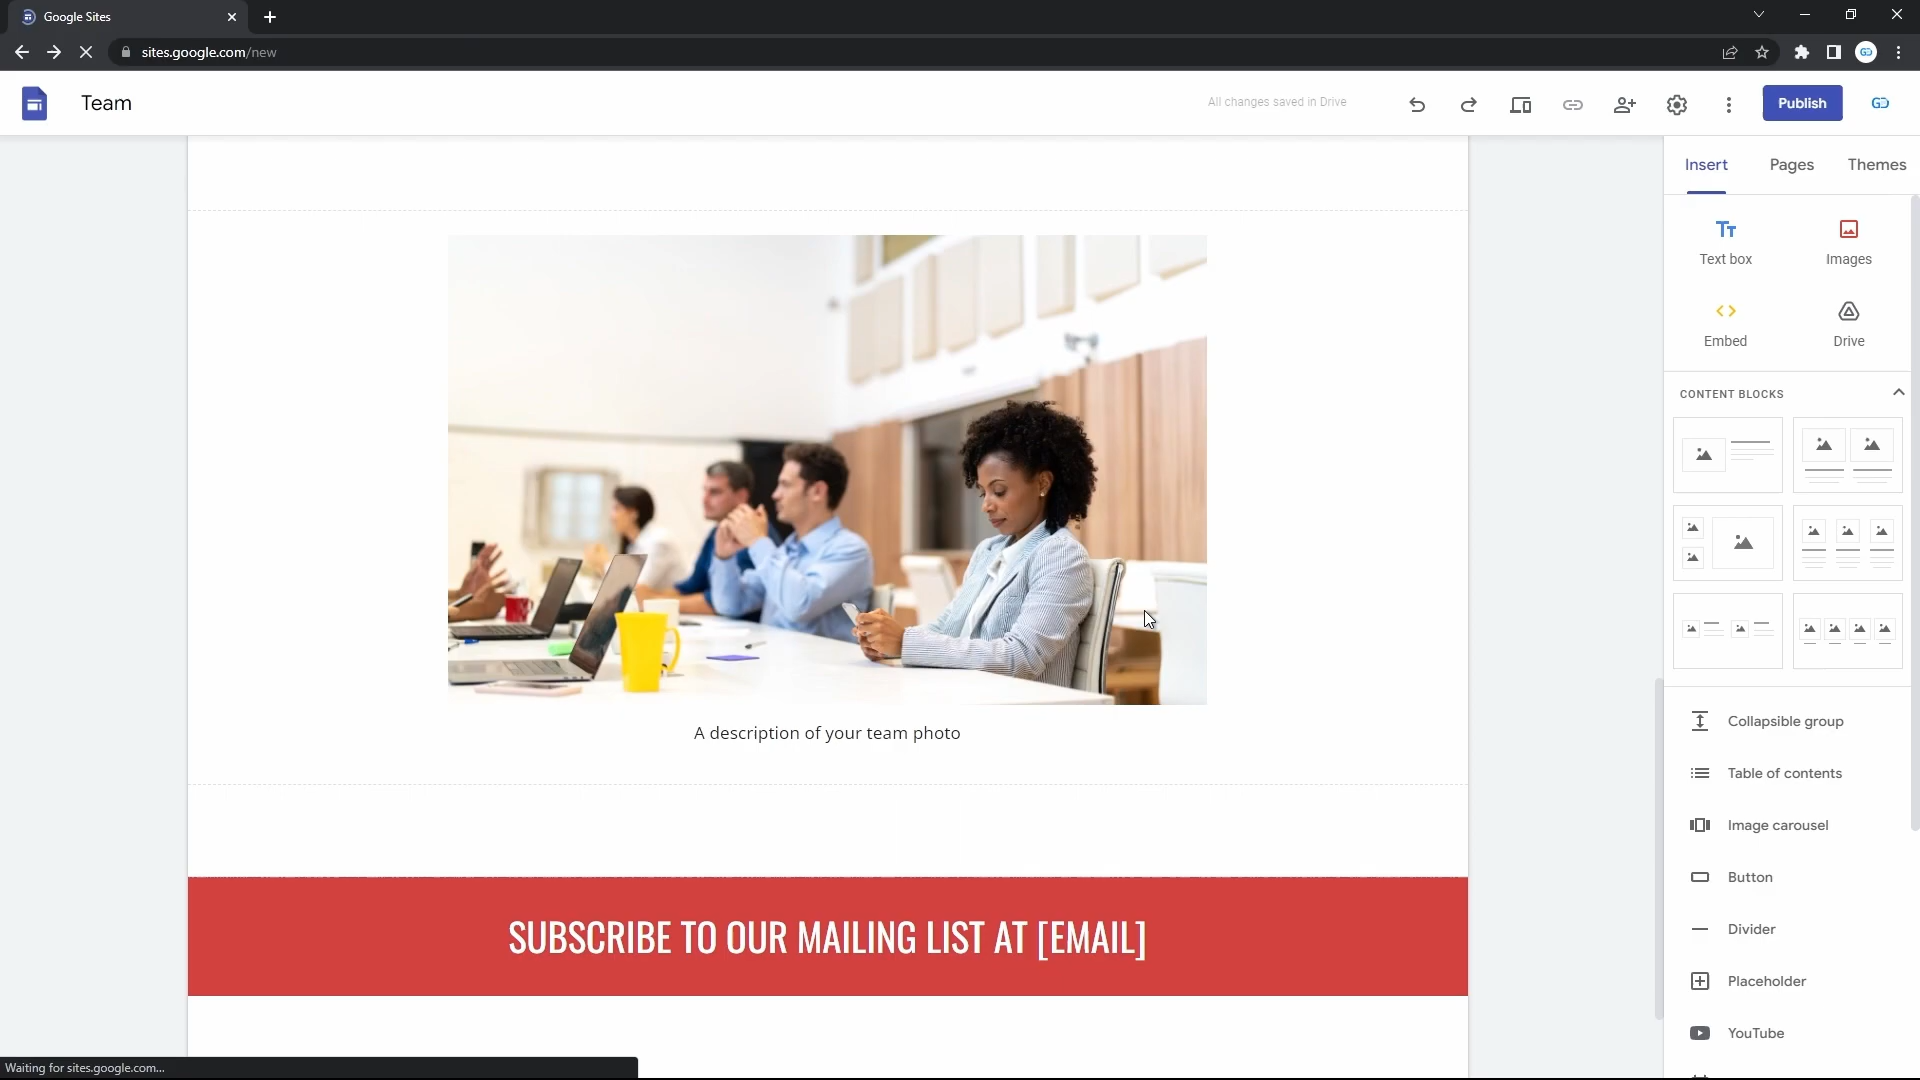 Google Sites
sites.google.com/new
Team
All changes saved in Drive
Publish
Insert
Pages
Themes
Text box
Images
Embed
Drive
CONTENT BLOCKS
A description of your team photo
Collapsible group
Table of contents
Image carousel
Button
Divider
Placeholder
YouTube
SUBSCRIBE TO OUR MAILING LIST AT [EMAIL]
Waiting for sites.google.com...